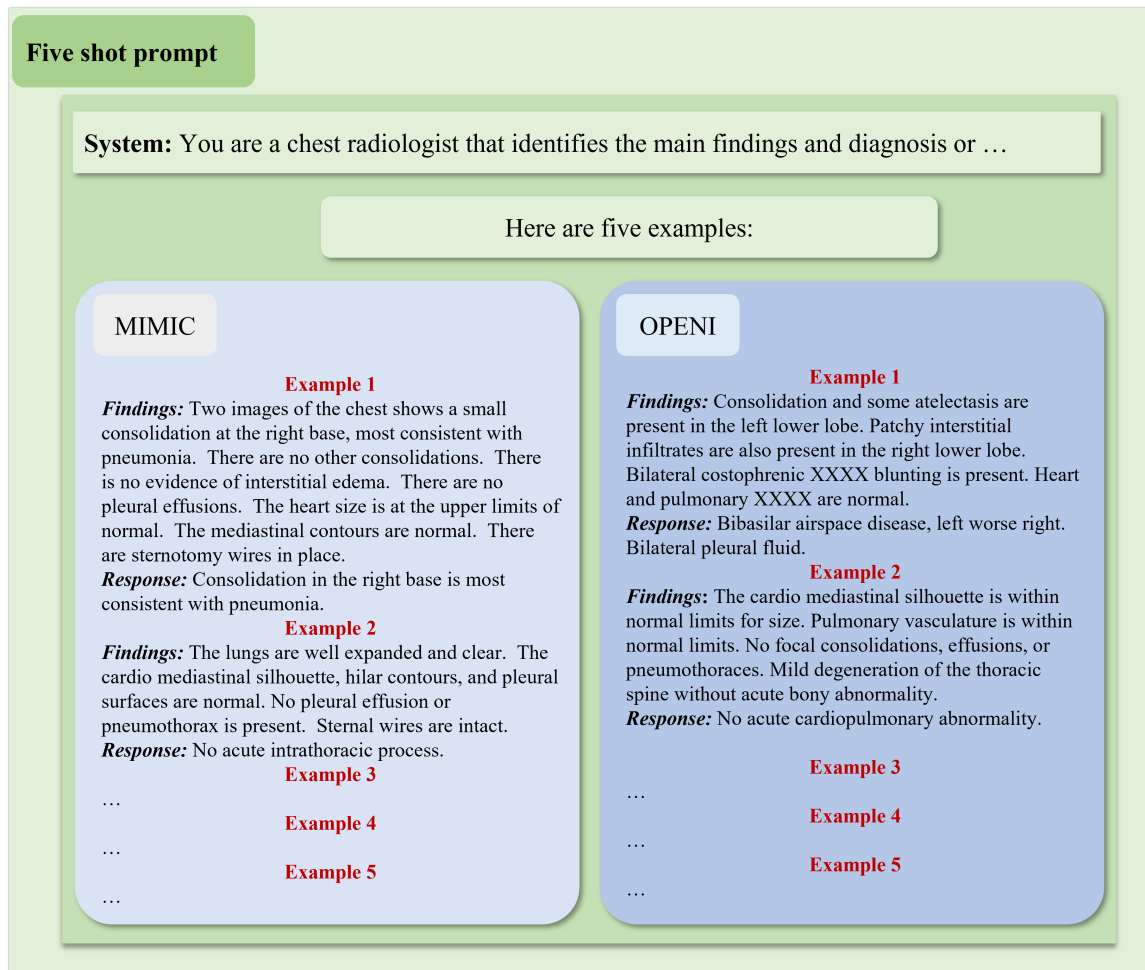 Five shot prompt
System: You are a chest radiologist that identifies the main findings and diagnosis or …
Here are five examples:
MIMIC
Example 1
Findings: Two images of the chest shows a small
consolidation at the right base, most consistent with
pneumonia. There are no other consolidations. There
is no evidence of interstitial edema. There are no
pleural effusions. The heart size is at the upper limits of
normal. The mediastinal contours are normal. There
are sternotomy wires in place.
Response: Consolidation in the right base is most
consistent with pneumonia.
Example 2
Findings: The lungs are well expanded and clear. The
cardio mediastinal silhouette, hilar contours, and pleural
surfaces are normal. No pleural effusion or
pneumothorax is present. Sternal wires are intact.
Response: No acute intrathoracic process.
Example 3
…
Example 4
…
Example 5
…
OPENI
Example 1
Findings: Consolidation and some atelectasis are
present in the left lower lobe. Patchy interstitial
infiltrates are also present in the right lower lobe.
Bilateral costophrenic XXXX blunting is present. Heart
and pulmonary XXXX are normal.
Response: Bibasilar airspace disease, left worse right.
Bilateral pleural fluid.
Example 2
Findings: The cardio mediastinal silhouette is within
normal limits for size. Pulmonary vasculature is within
normal limits. No focal consolidations, effusions, or
pneumothoraces. Mild degeneration of the thoracic
spine without acute bony abnormality.
Response: No acute cardiopulmonary abnormality.
Example 3
…
Example 4
…
Example 5
…